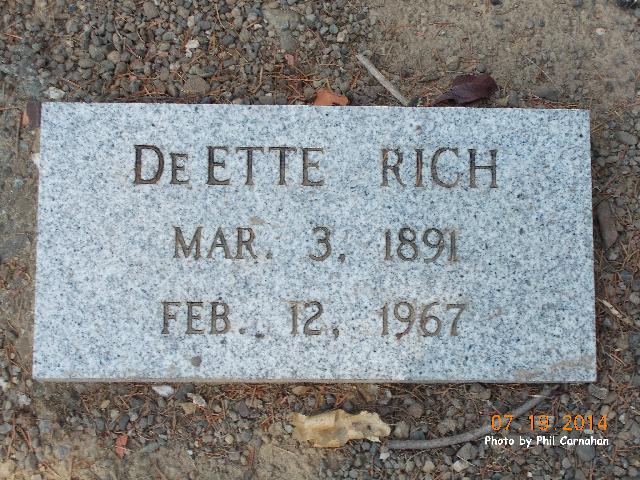 DeETTE RICH
MAR. 3, 1891
FEB. 12, 1967
07.19.2014
Photo by Phil Carnahan